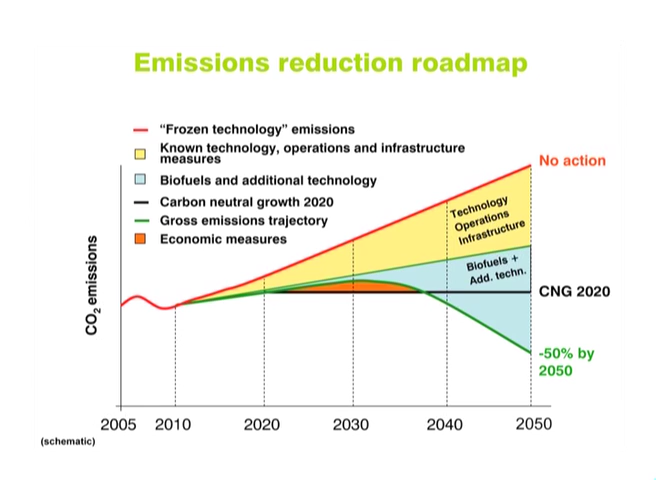 Emissions reduction roadmap
"Frozen technology" emissions
Known technology, operations and infrastructure
measures
Biofuels and additional technology
Carbon neutral growth 2020
Gross emissions trajectory
Economic measures
No action
Technology
Operations
Infrastructure
Biofuels +
Add. techn.
CNG 2020
-50% by
2050
CO₂ emissions
2005 2010 2020 2030 2040 2050
(schematic)